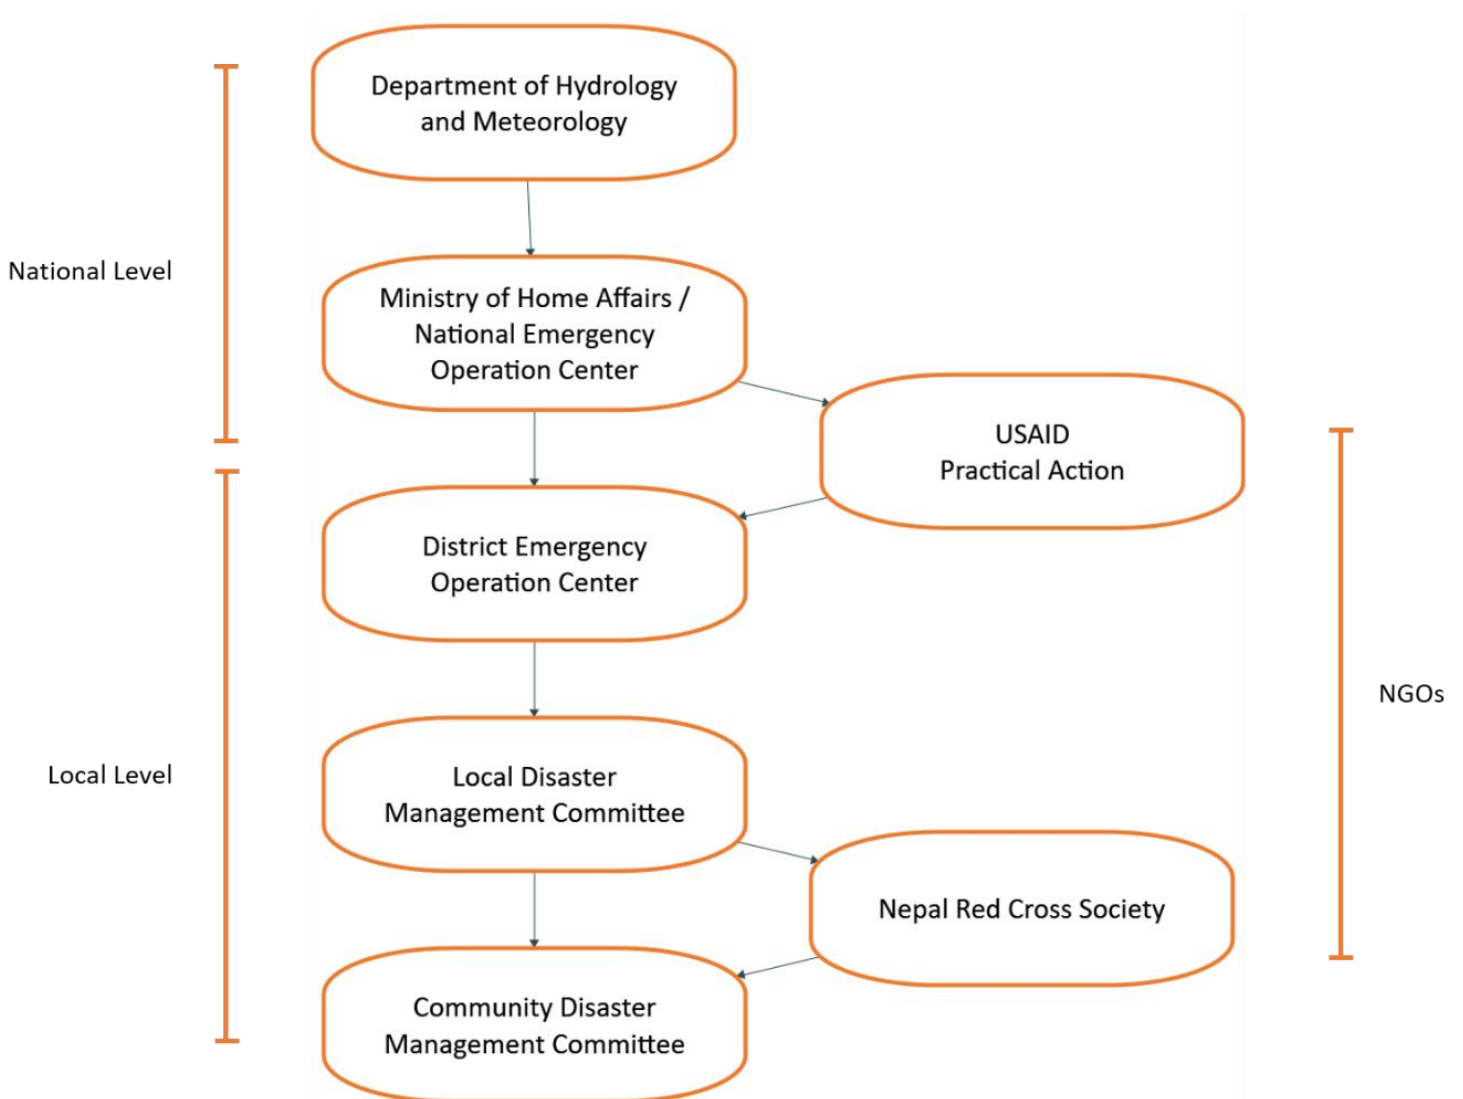 Department of Hydrology
and Meteorology
National Level
Ministry of Home Affairs /
National Emergency
Operation Center
USAID
Practical Action
District Emergency
Operation Center
NGOs
Local Level
Local Disaster
Management Committee
Nepal Red Cross Society
Community Disaster
Management Committee